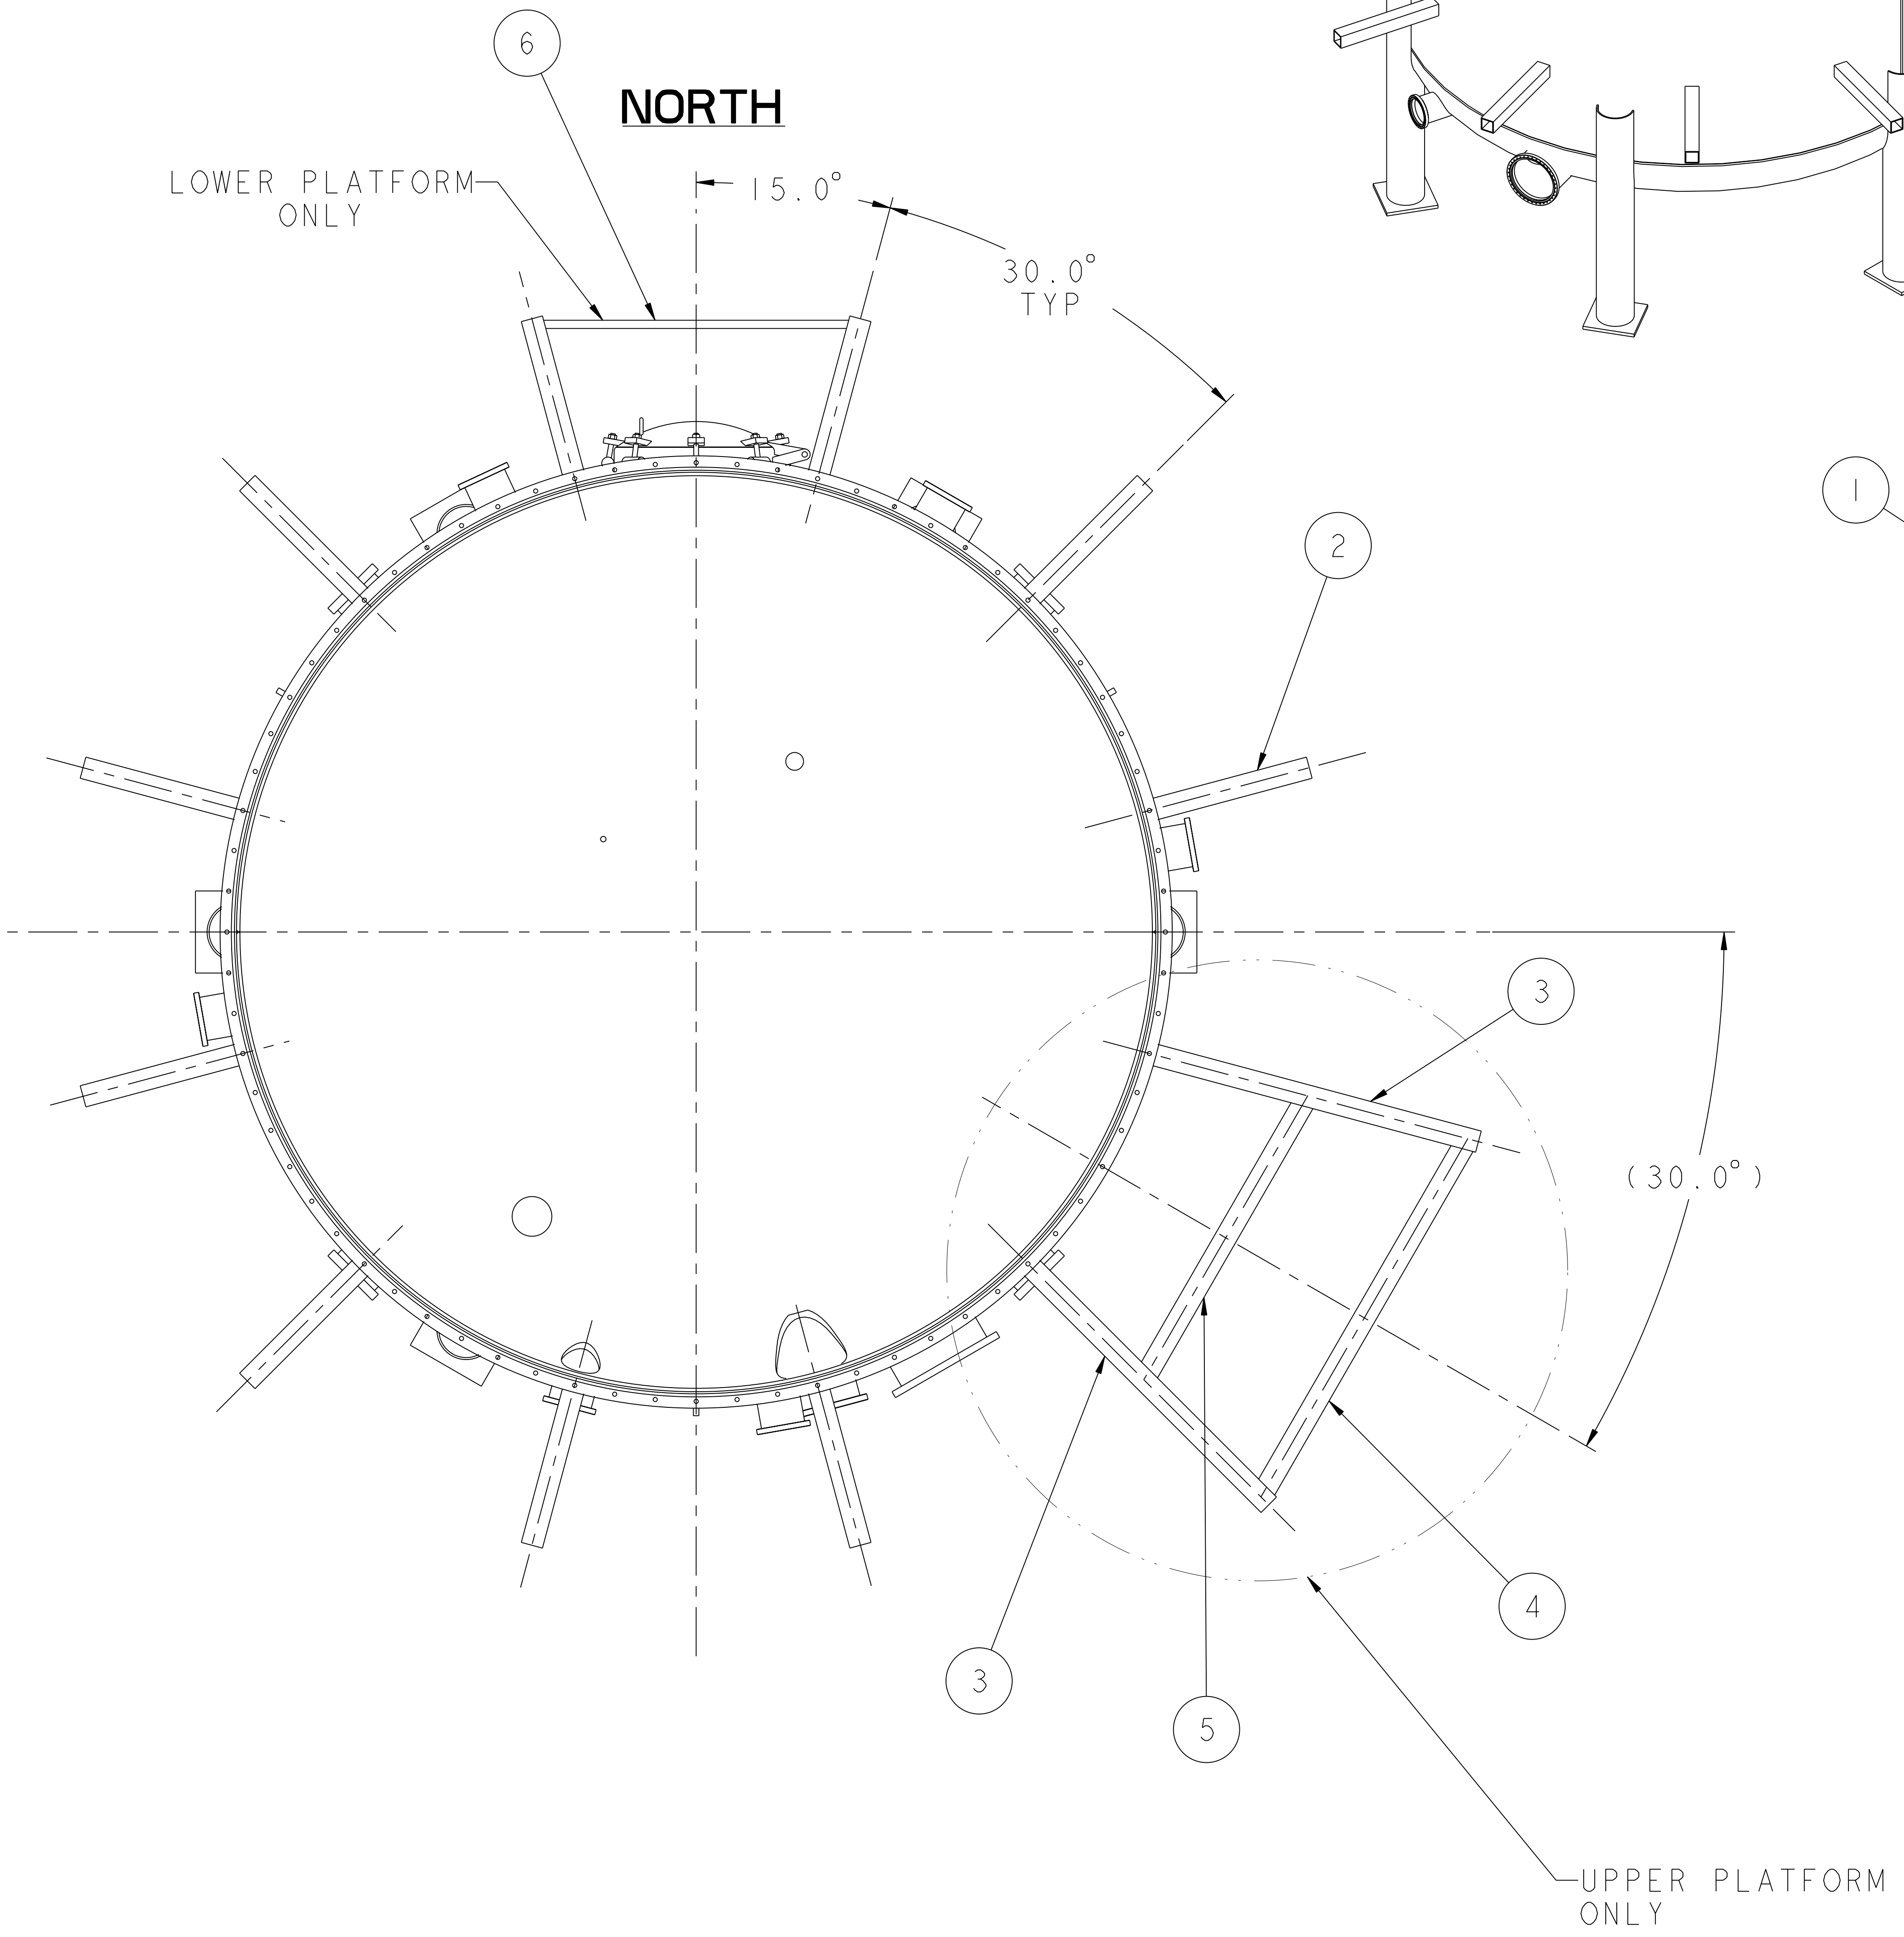 6
NORTH
LOWER PLATFORM
ONLY
15.0°
30.0°
TYP
1
2
3
(30.0°)
4
3
5
UPPER PLATFORM
ONLY